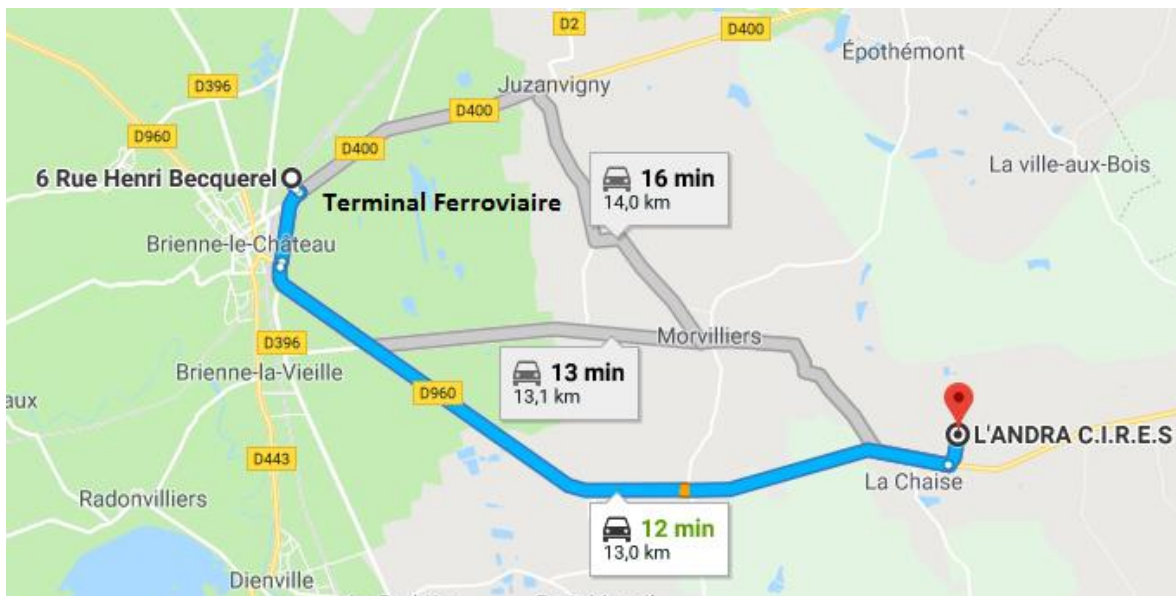 D2
D400
Épothémont
D396
Juzanvigny
D400
D960
D400
La ville-aux-Bois
6 Rue Henri Becquerel
16 min
14,0 km
Terminal Ferroviaire
Brienne-le-Château
Morvilliers
D396
13 min
13,1 km
Brienne-la-Vieille
D960
aux
L'ANDRA C.I.R.E.S
D443
La Chaise
Radonvilliers
12 min
13,0 km
Dienville